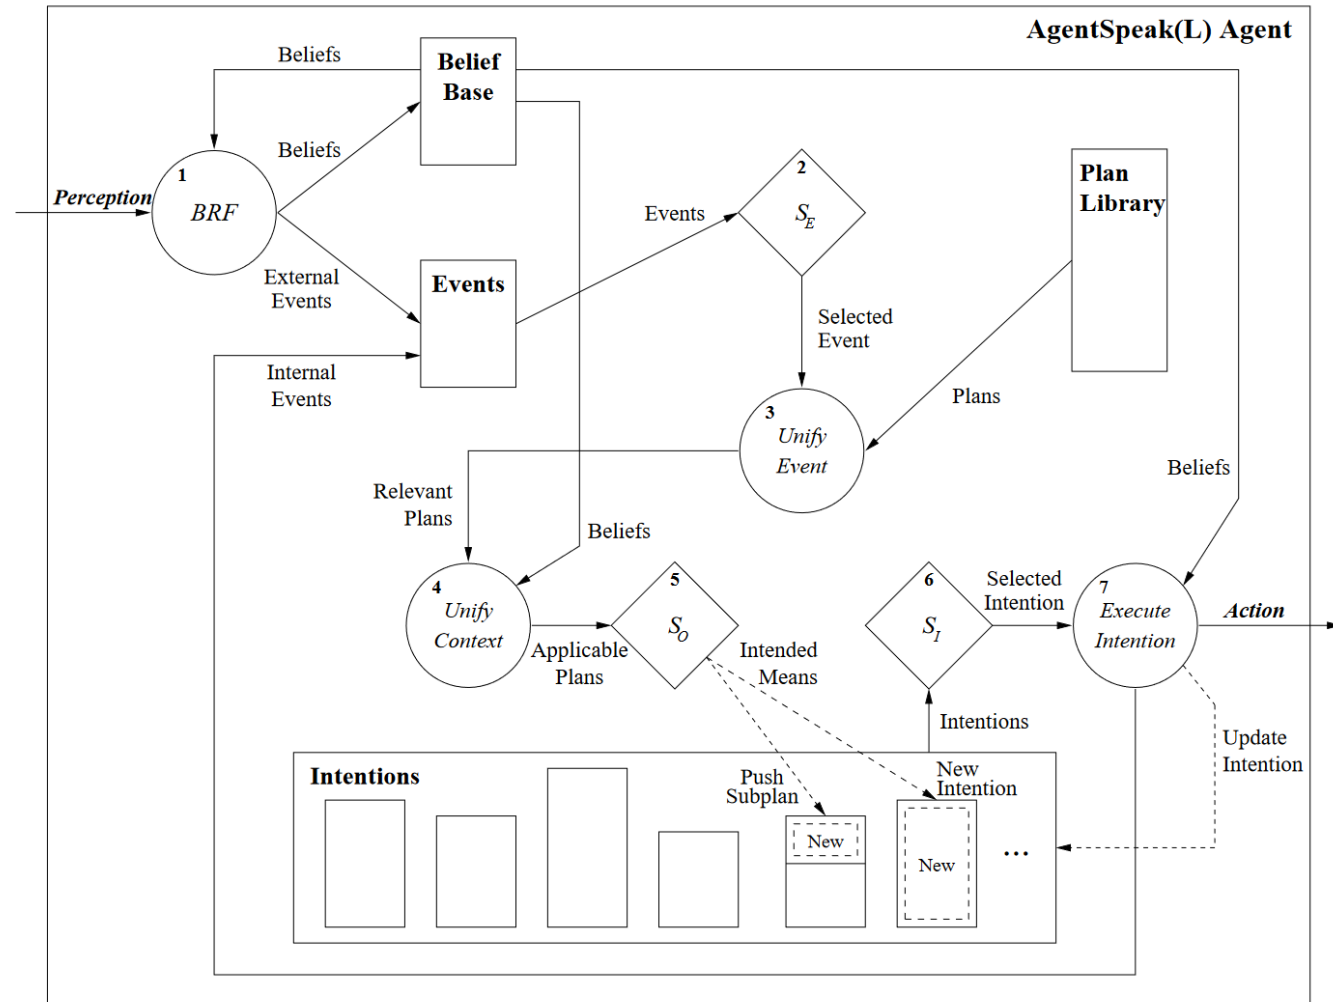 AgentSpeak(L) Agent
Beliefs
Belief
Base
Beliefs
1
BRF
Perception
External
Events
Events
Internal
Events
Events
2
S_E
Selected
Event
Plan
Library
Plans
3
Unify
Event
Relevant
Plans
Beliefs
Beliefs
4
Unify
Context
Applicable
Plans
5
S_O
Intended
Means
6
S_I
Selected
Intention
7
Execute
Intention
Action
Intentions
Update
Intention
Intentions
Push
Subplan
New
Intention
New
New
...